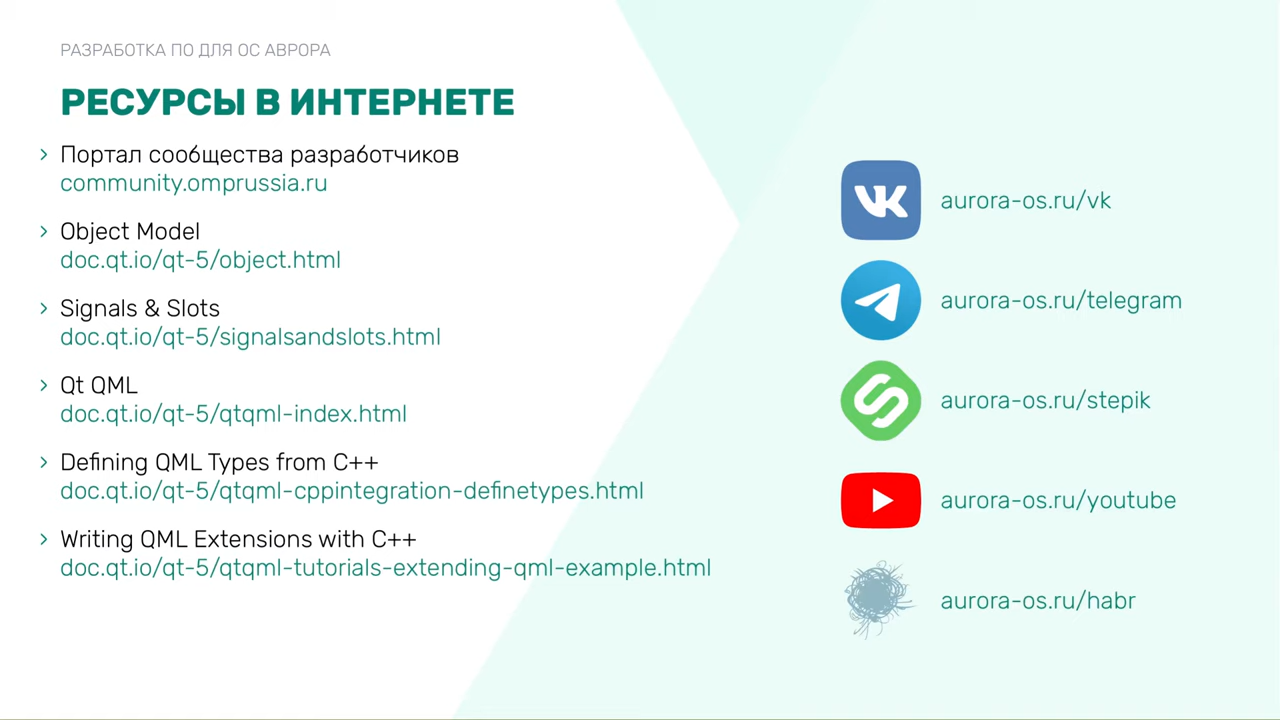 РАЗРАБОТКА ПО ДЛЯ ОС АВРОРА
РЕСУРСЫ В ИНТЕРНЕТЕ
› Портал сообщества разработчиков
community.omprussia.ru
› Object Model
doc.qt.io/qt-5/object.html
› Signals & Slots
doc.qt.io/qt-5/signalsandslots.html
› Qt QML
doc.qt.io/qt-5/qtqml-index.html
› Defining QML Types from C++
doc.qt.io/qt-5/qtqml-cppintegration-definetypes.html
› Writing QML Extensions with C++
doc.qt.io/qt-5/qtqml-tutorials-extending-qml-example.html
aurora-os.ru/vk
aurora-os.ru/telegram
aurora-os.ru/stepik
aurora-os.ru/youtube
aurora-os.ru/habr